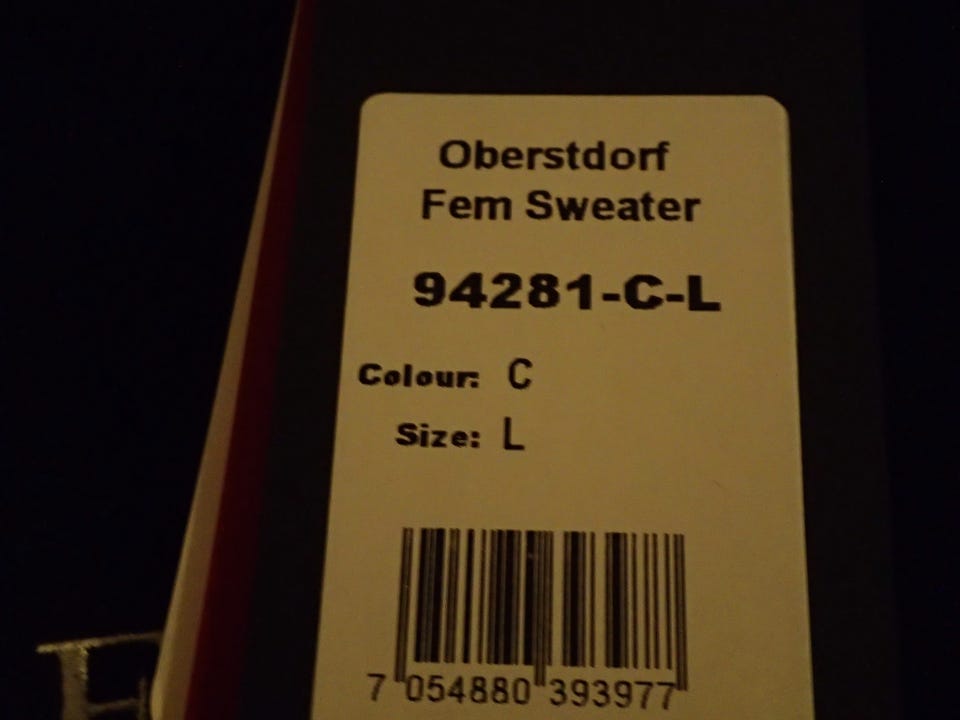 Oberstdorf
Fem Sweater
94281-C-L
Colour: C
Size: L
7 054880 393977